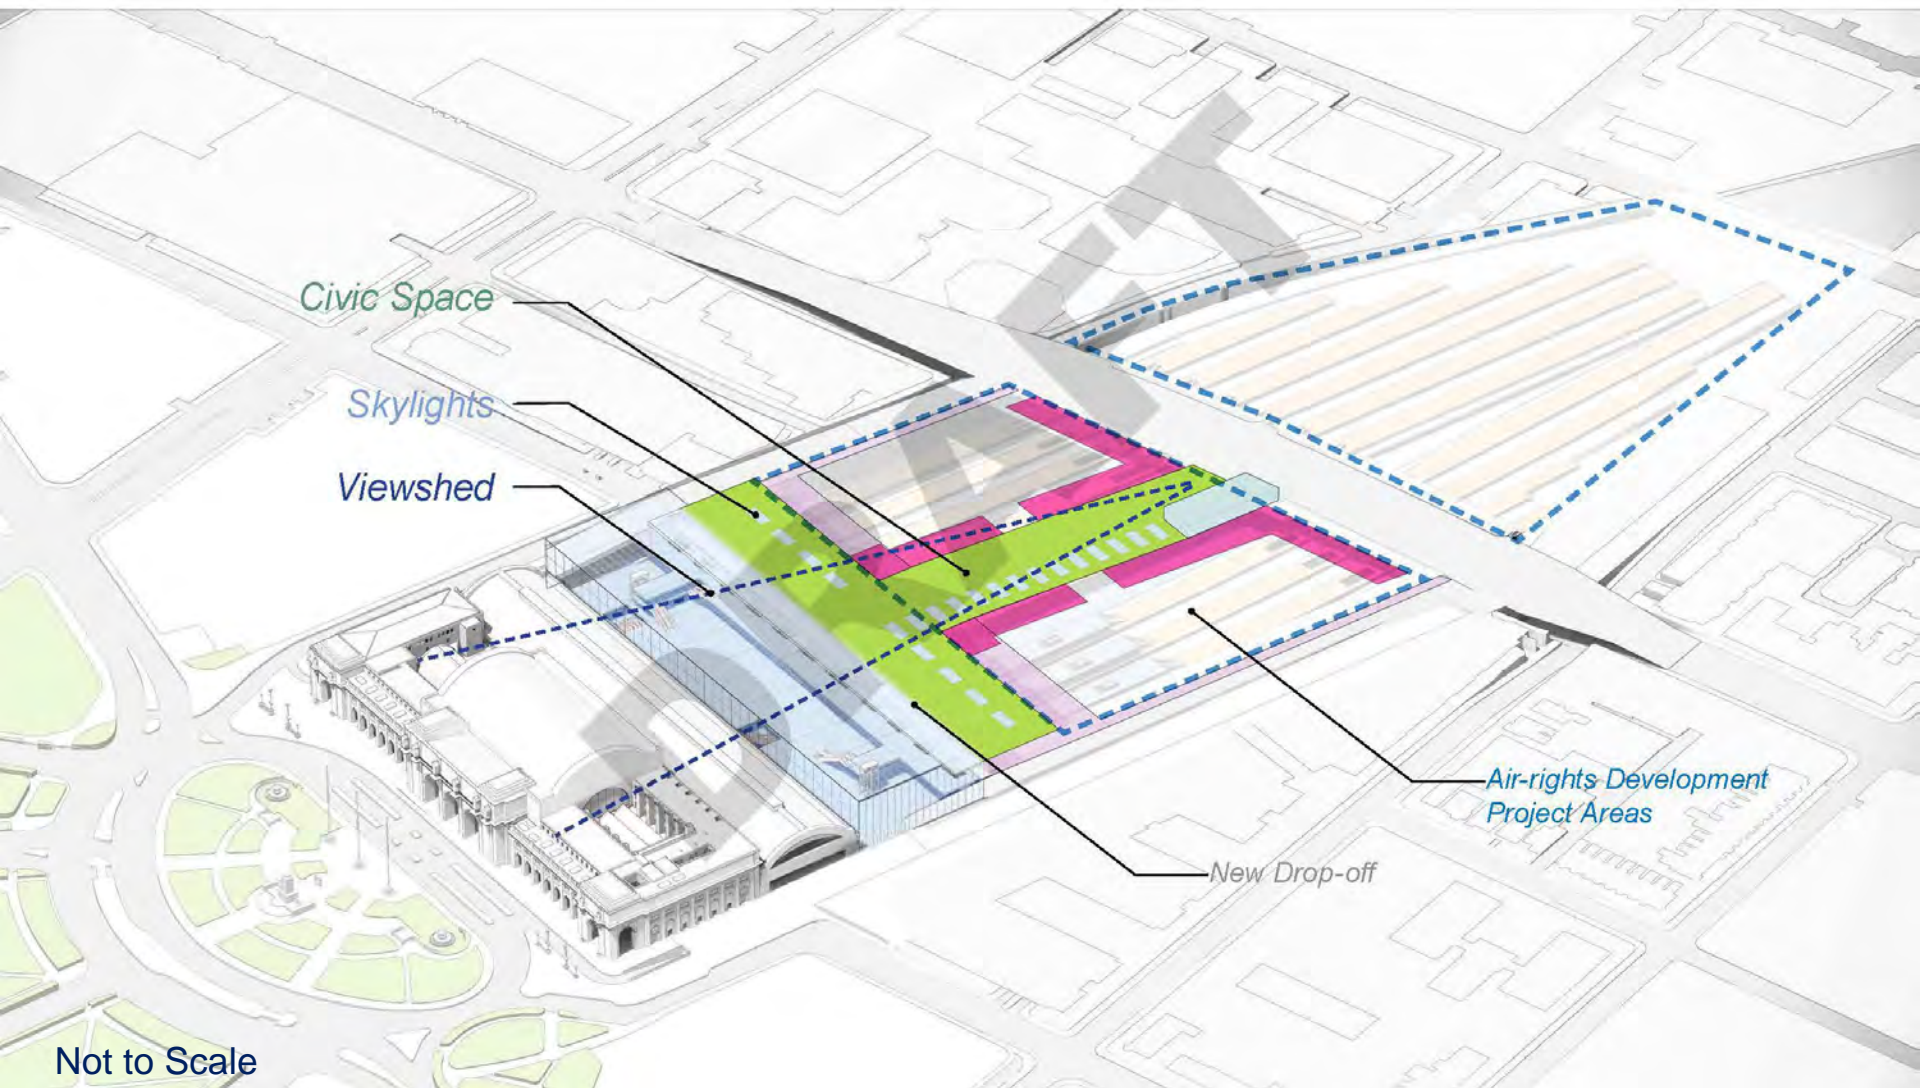 DRAFT
Civic Space
Skylights
Viewshed
Air-rights Development
Project Areas
New Drop-off
Not to Scale